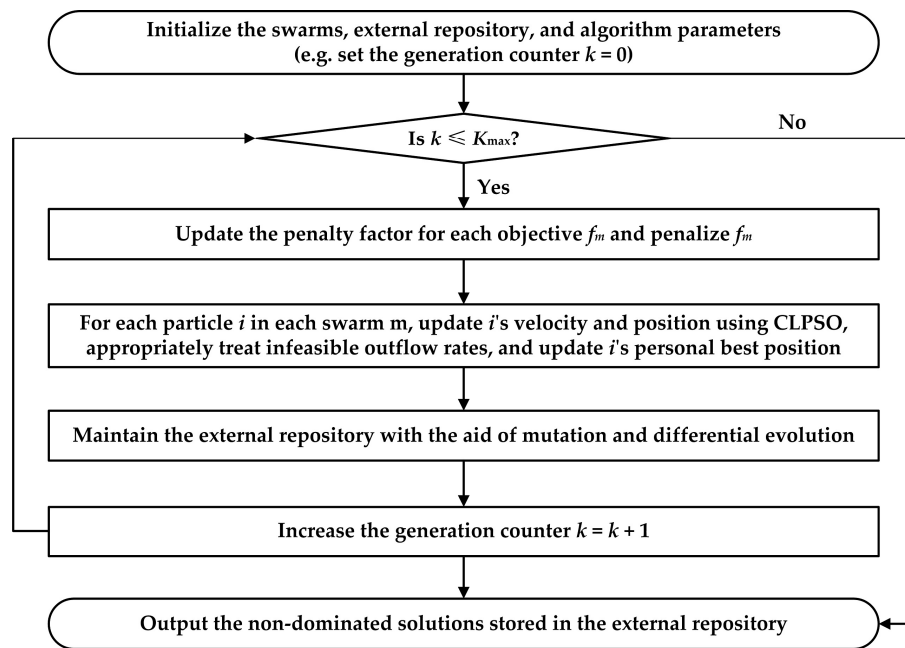 Initialize the swarms, external repository, and algorithm parameters
(e.g. set the generation counter k = 0)
Is k ⩽ Kmax?
No
Yes
Update the penalty factor for each objective fm and penalize fm
For each particle i in each swarm m, update i's velocity and position using CLPSO,
appropriately treat infeasible outflow rates, and update i's personal best position
Maintain the external repository with the aid of mutation and differential evolution
Increase the generation counter k = k + 1
Output the non-dominated solutions stored in the external repository